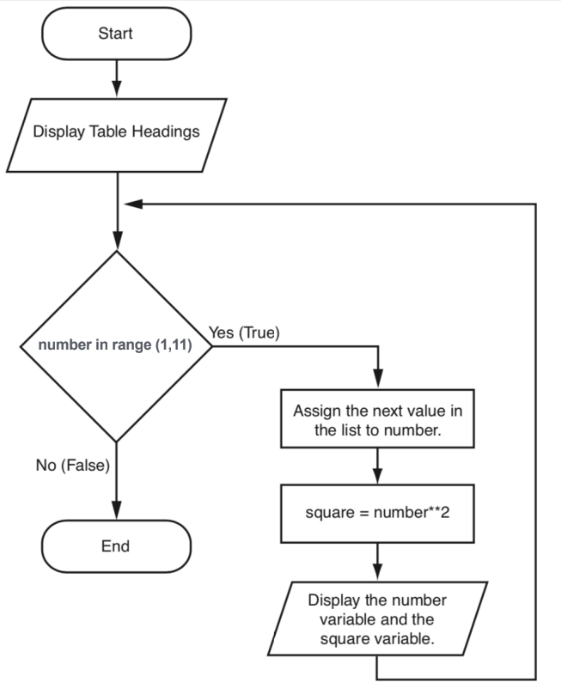 Start
Display Table Headings
number in range (1,11)
Yes (True)
Assign the next value in
the list to number.
square = number**2
Display the number
variable and the
square variable.
No (False)
End